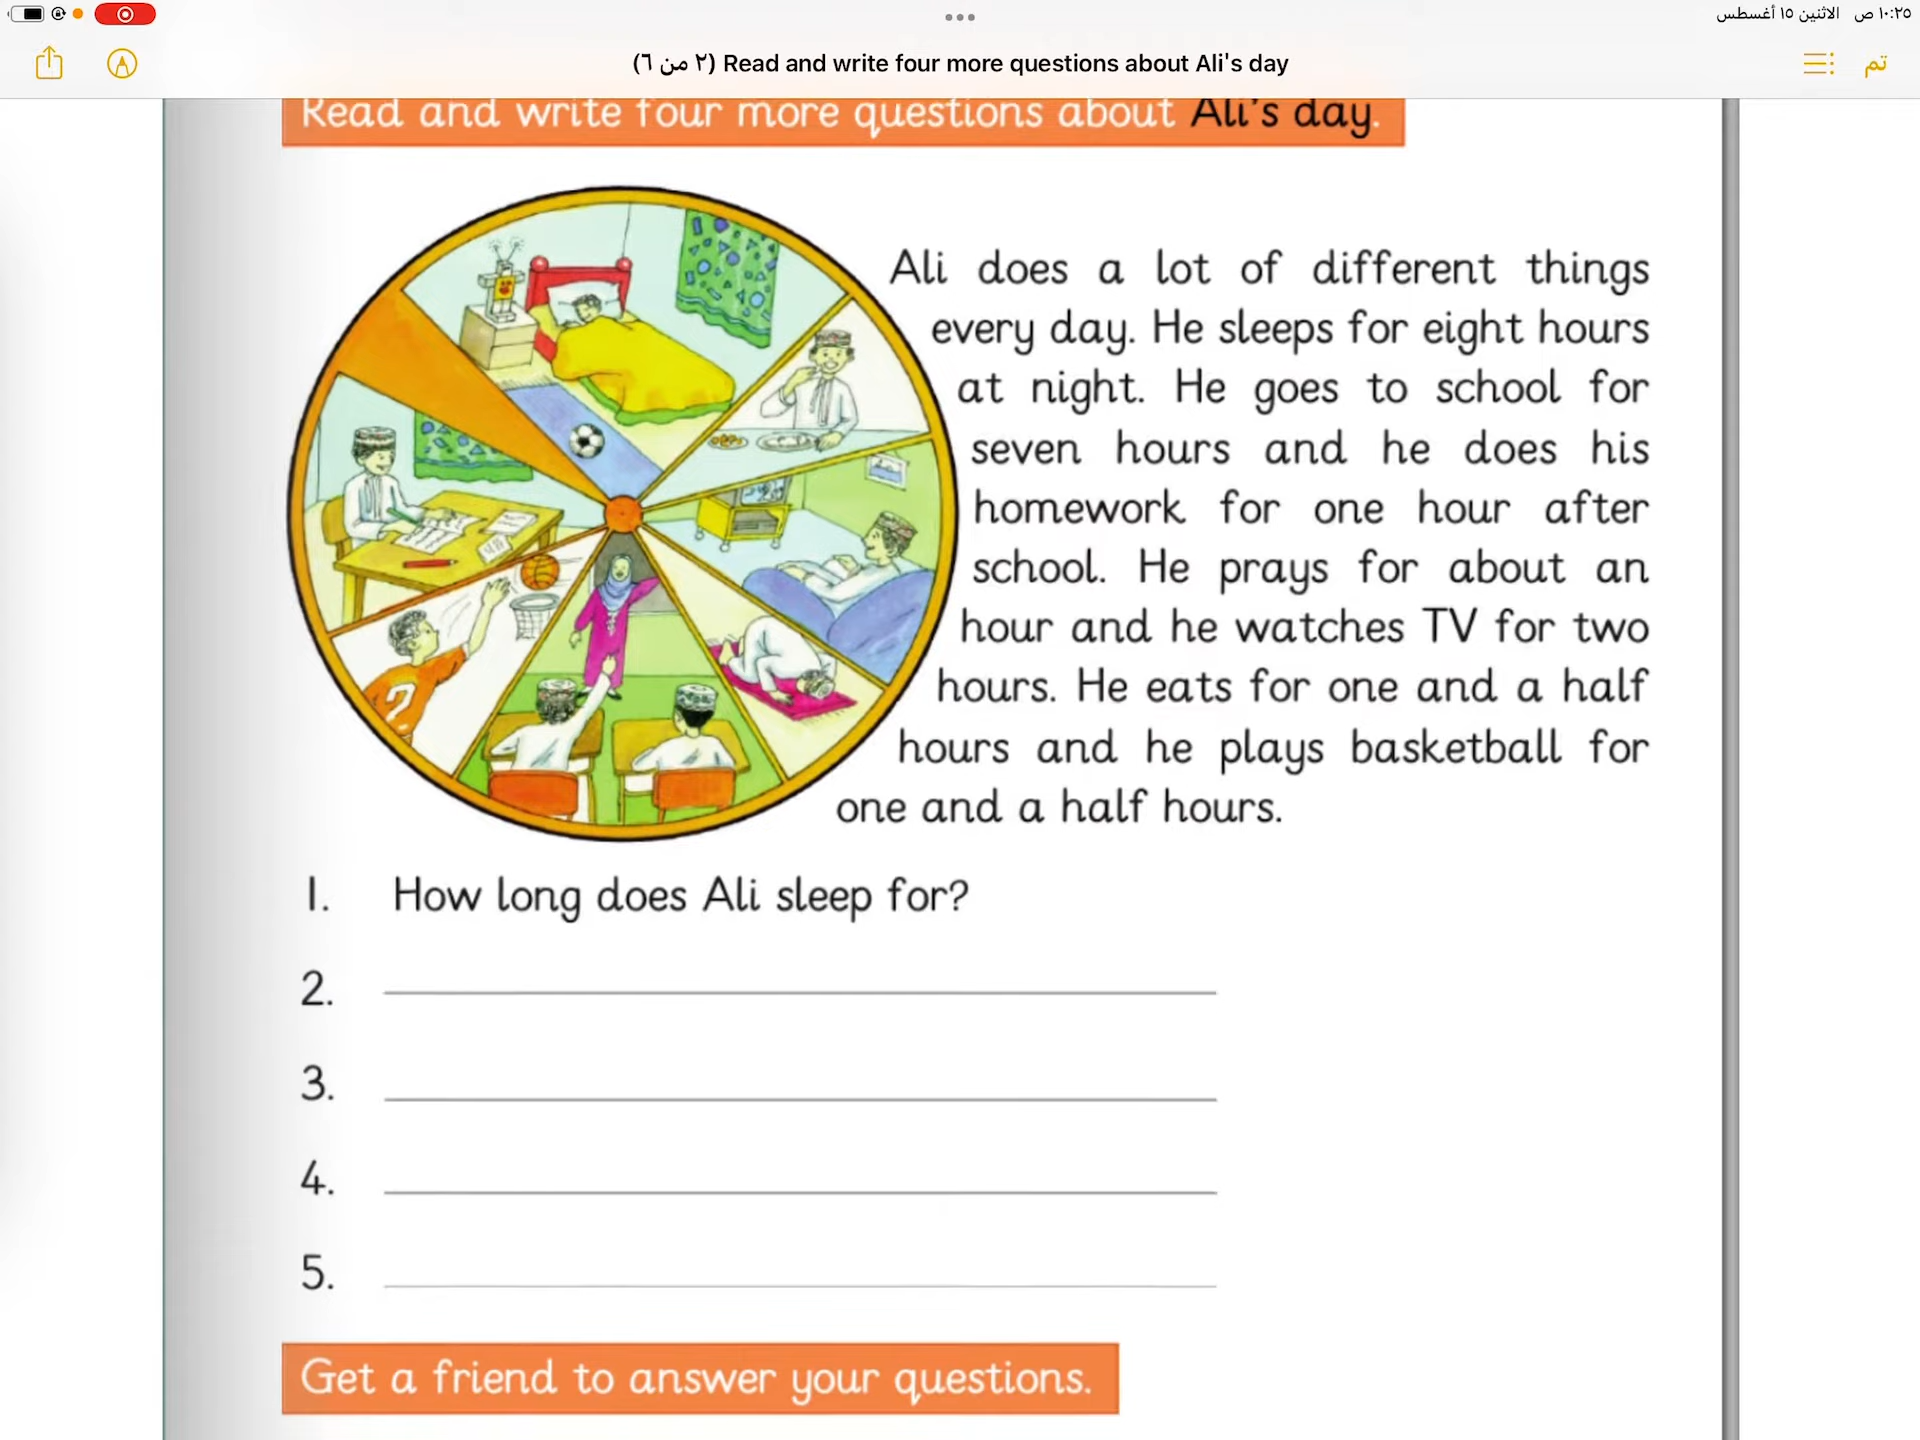 ١٠:٢٥ ص الاثنين ١٥ أغسطس
Read and write four more questions about Ali's day (٢ من ٦)
تم
Read and write four more questions about Ali's day.
Ali does a lot of different things
every day. He sleeps for eight hours
at night. He goes to school for
seven hours and he does his
homework for one hour after
school. He prays for about an
hour and he watches TV for two
hours. He eats for one and a half
hours and he plays basketball for
one and a half hours.
1. How long does Ali sleep for?
2.
3.
4.
5.
Get a friend to answer your questions.